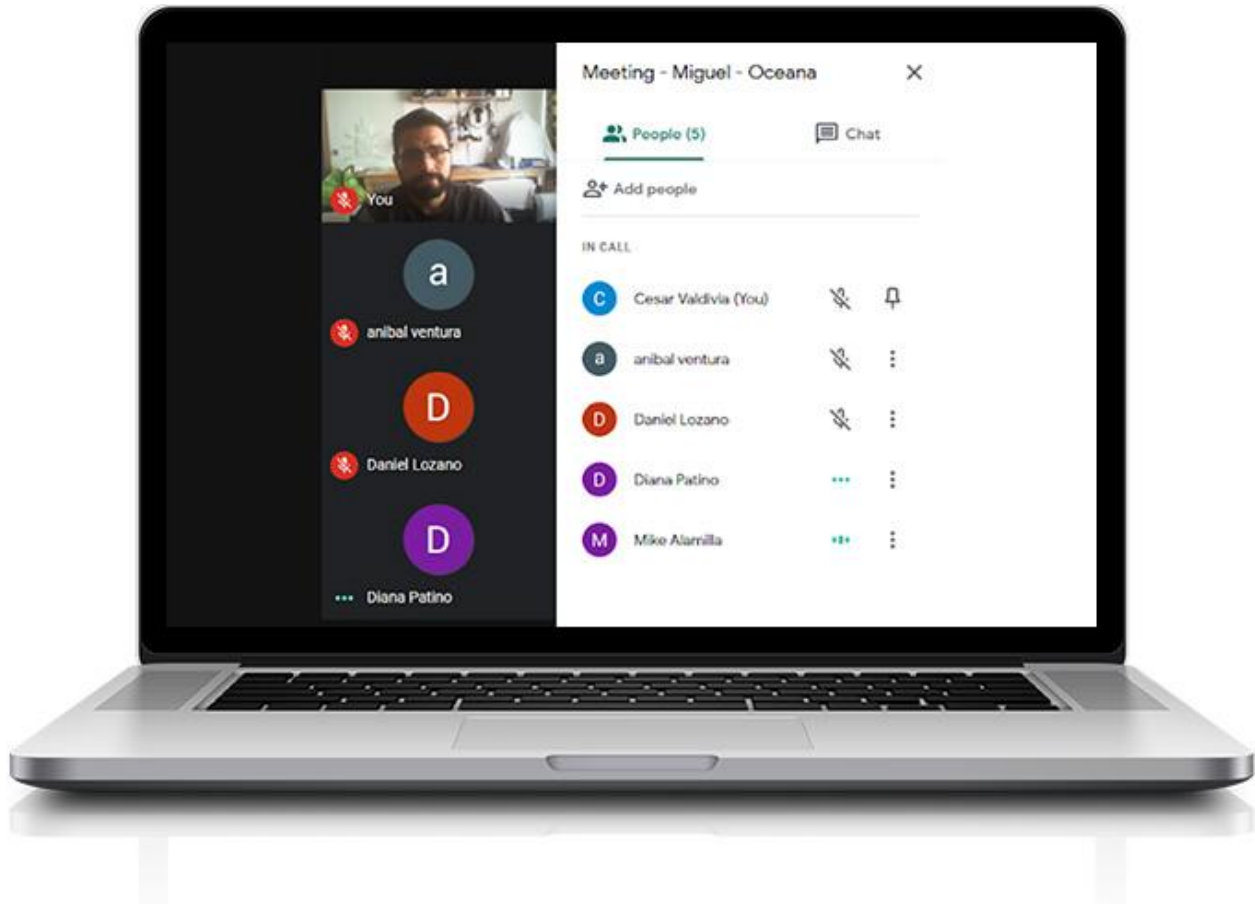 You
a
anibal ventura
D
Daniel Lozano
D
Diana Patino
Meeting - Miguel - Oceana
People (5)
Chat
Add people
IN CALL
C Cesar Valdivia (You)
a anibal ventura
D Daniel Lozano
D Diana Patino
M Mike Alamilla